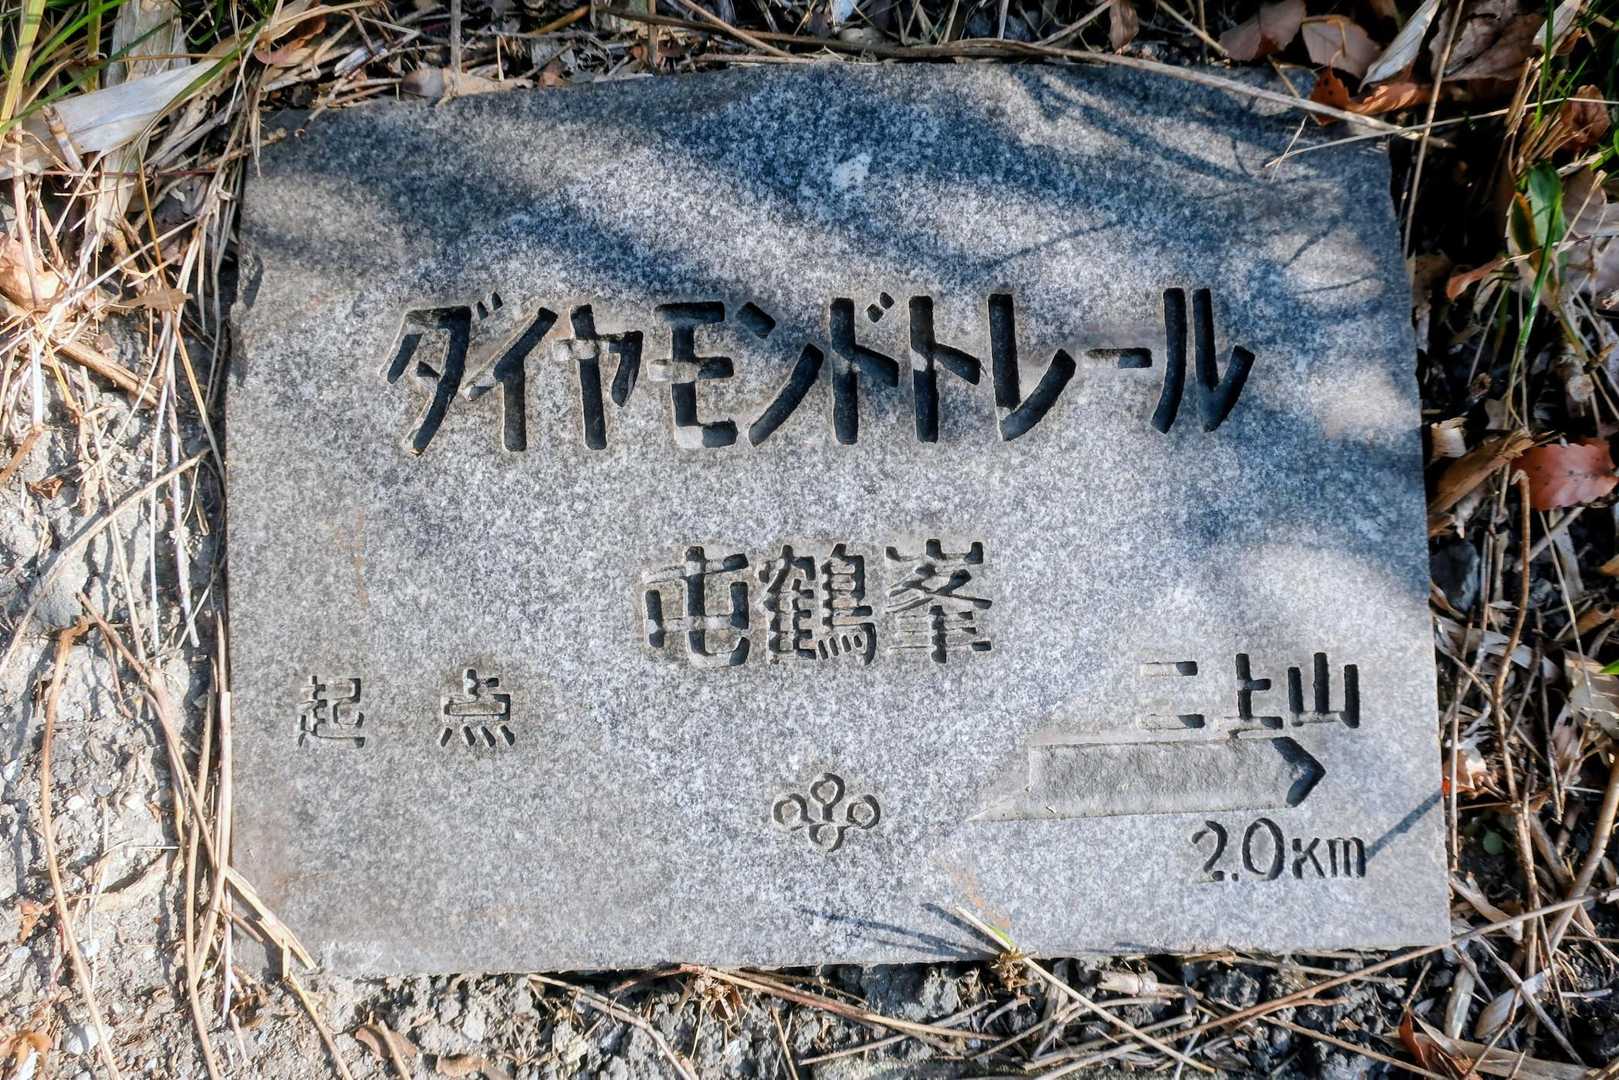 ダイヤモンドトレール
屯鶴峯
起点
二上山
2.0km